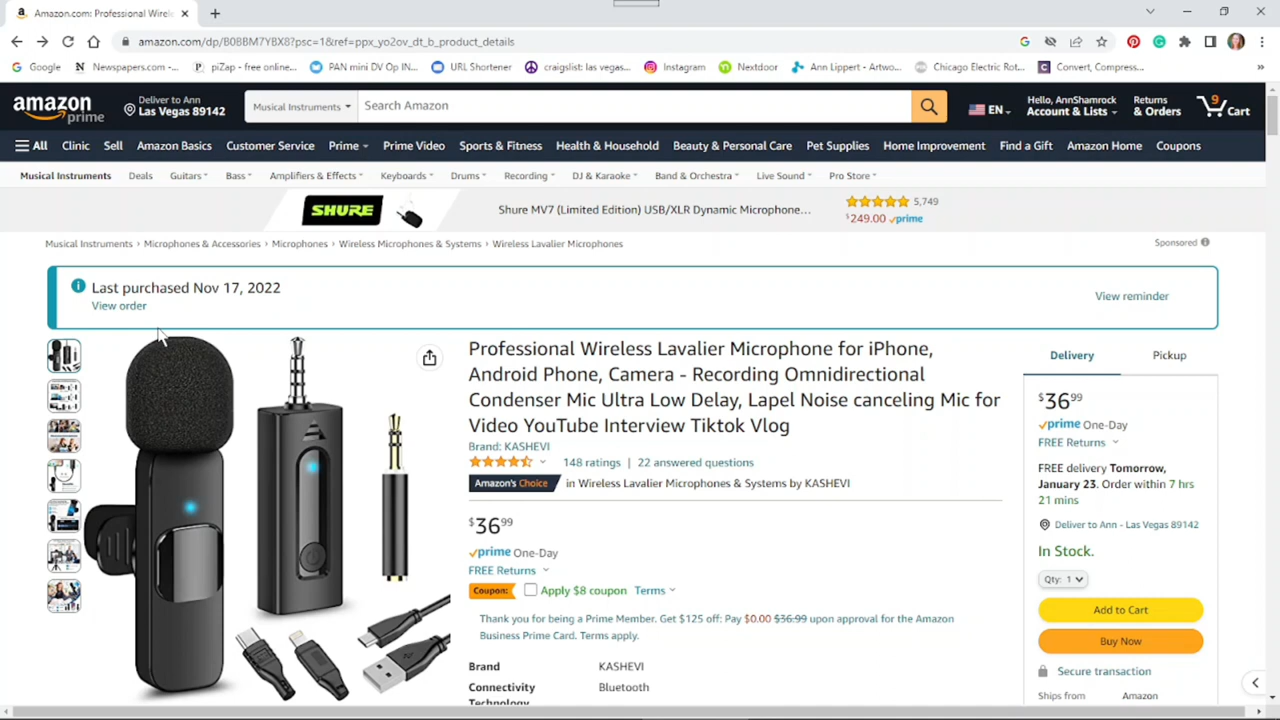 Amazon.com: Professional Wirel
amazon.com/dp/B0BBM7YBX8?psc=1&ref=ppx_yo2ov_dt_b_product_details
Google
Newspapers.com -...
piZap - free online...
PAN mini DV Op IN...
URL Shortener
craigslist: las vegas...
Instagram
Nextdoor
Ann Lippert - Artwo...
Chicago Electric Rot...
Convert, Compress...
»
amazon prime
Deliver to Ann
Las Vegas 89142
Musical Instruments
Search Amazon
EN
Hello, AnnShamrock
Account & Lists
Returns
& Orders
9
Cart
All
Clinic
Sell
Amazon Basics
Customer Service
Prime
Prime Video
Sports & Fitness
Health & Household
Beauty & Personal Care
Pet Supplies
Home Improvement
Find a Gift
Amazon Home
Coupons
Musical Instruments
Deals
Guitars
Bass
Amplifiers & Effects
Keyboards
Drums
Recording
DJ & Karaoke
Band & Orchestra
Live Sound
Pro Store
SHURE
Shure MV7 (Limited Edition) USB/XLR Dynamic Microphone...
5,749
$249.00 prime
Musical Instruments › Microphones & Accessories › Microphones › Wireless Microphones & Systems › Wireless Lavalier Microphones
Sponsored
Last purchased Nov 17, 2022
View order
View reminder
Professional Wireless Lavalier Microphone for iPhone,
Android Phone, Camera - Recording Omnidirectional
Condenser Mic Ultra Low Delay, Lapel Noise canceling Mic for
Video YouTube Interview Tiktok Vlog
Brand: KASHEVI
148 ratings | 22 answered questions
Amazon's Choice in Wireless Lavalier Microphones & Systems by KASHEVI
$36.99
prime One-Day
FREE Returns
Coupon: Apply $8 coupon Terms
Thank you for being a Prime Member. Get $125 off: Pay $0.00 $36.99 upon approval for the Amazon
Business Prime Card. Terms apply.
Brand KASHEVI
Connectivity Bluetooth
Technology
Delivery
Pickup
$36.99
prime One-Day
FREE Returns
FREE delivery Tomorrow,
January 23. Order within 7 hrs
21 mins
Deliver to Ann - Las Vegas 89142
In Stock.
Qty: 1
Add to Cart
Buy Now
Secure transaction
Ships from Amazon